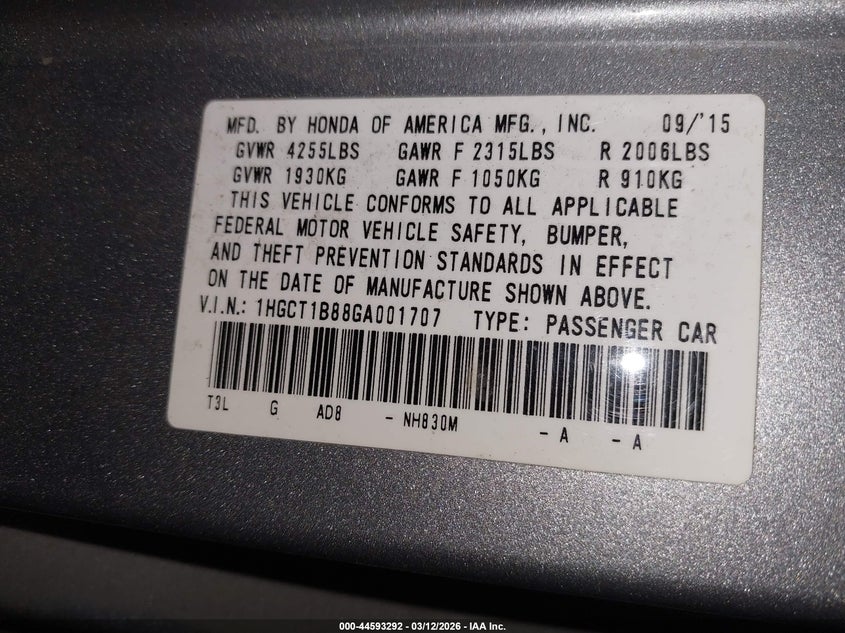 MFD. BY HONDA OF AMERICA MFG., INC. 09/'15
GVWR 4255LBS GAWR F 2315LBS R 2006LBS
GVWR 1930KG GAWR F 1050KG R 910KG
THIS VEHICLE CONFORMS TO ALL APPLICABLE
FEDERAL MOTOR VEHICLE SAFETY, BUMPER,
AND THEFT PREVENTION STANDARDS IN EFFECT
ON THE DATE OF MANUFACTURE SHOWN ABOVE.
V.I.N.: 1HGCT1B88GA001707 TYPE: PASSENGER CAR
T3L G AD8 - NH830M - A - A
000-44593292 - 03/12/2026 - IAA Inc.